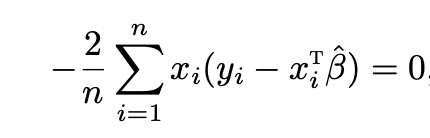 $$-\frac{2}{n}\sum_{i=1}^{n} x_i(y_i - x_i^{\mathrm{T}}\hat{\beta}) = 0,$$